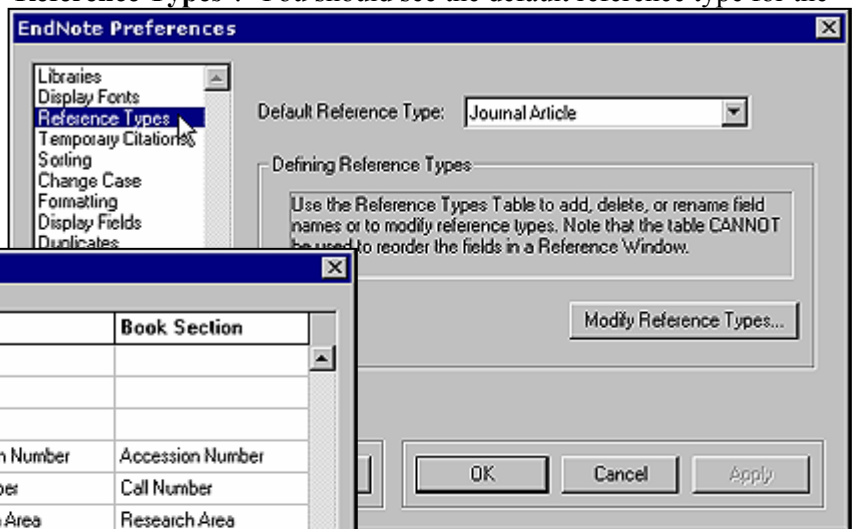 Reference Types". You should see the default reference type for the
EndNote Preferences
Libraries
Display Fonts
Reference Types
Temporary Citations
Sorting
Change Case
Formatting
Display Fields
Duplicates
Default Reference Type: Journal Article
Defining Reference Types
Use the Reference Types Table to add, delete, or rename field
names or to modify reference types. Note that the table CANNOT
be used to reorder the fields in a Reference Window.
Modify Reference Types...
OK Cancel Apply
Book Section
Number Accession Number
Call Number
Area Research Area